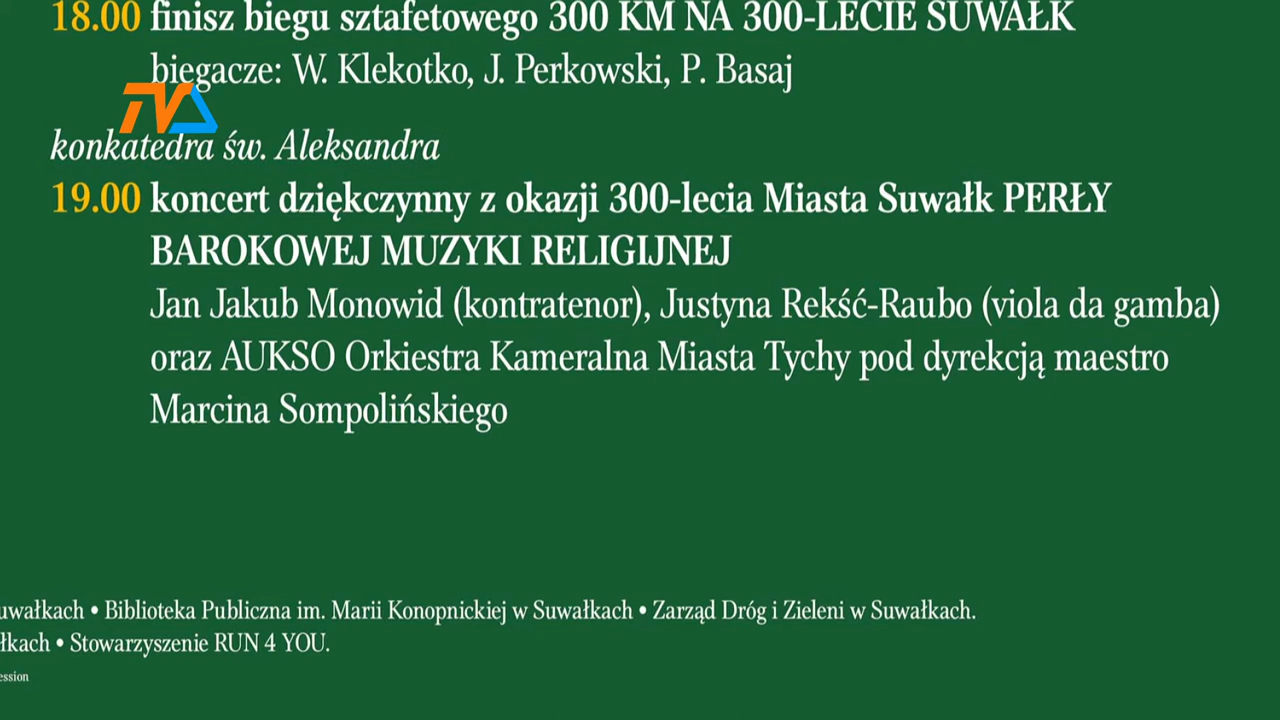 18.00 finisz biegu sztafetowego 300 KM NA 300-LECIE SUWAŁK
biegacze: W. Klekotko, J. Perkowski, P. Basaj
TVA
konkatedra św. Aleksandra
19.00 koncert dziękczynny z okazji 300-lecia Miasta Suwałk PERŁY
BAROKOWEJ MUZYKI RELIGIJNEJ
Jan Jakub Monowid (kontratenor), Justyna Rekść-Raubo (viola da gamba)
oraz AUKSO Orkiestra Kameralna Miasta Tychy pod dyrekcją maestro
Marcina Sompolińskiego
uwałkach • Biblioteka Publiczna im. Marii Konopnickiej w Suwałkach • Zarząd Dróg i Zieleni w Suwałkach.
łkach • Stowarzyszenie RUN 4 YOU.
ession